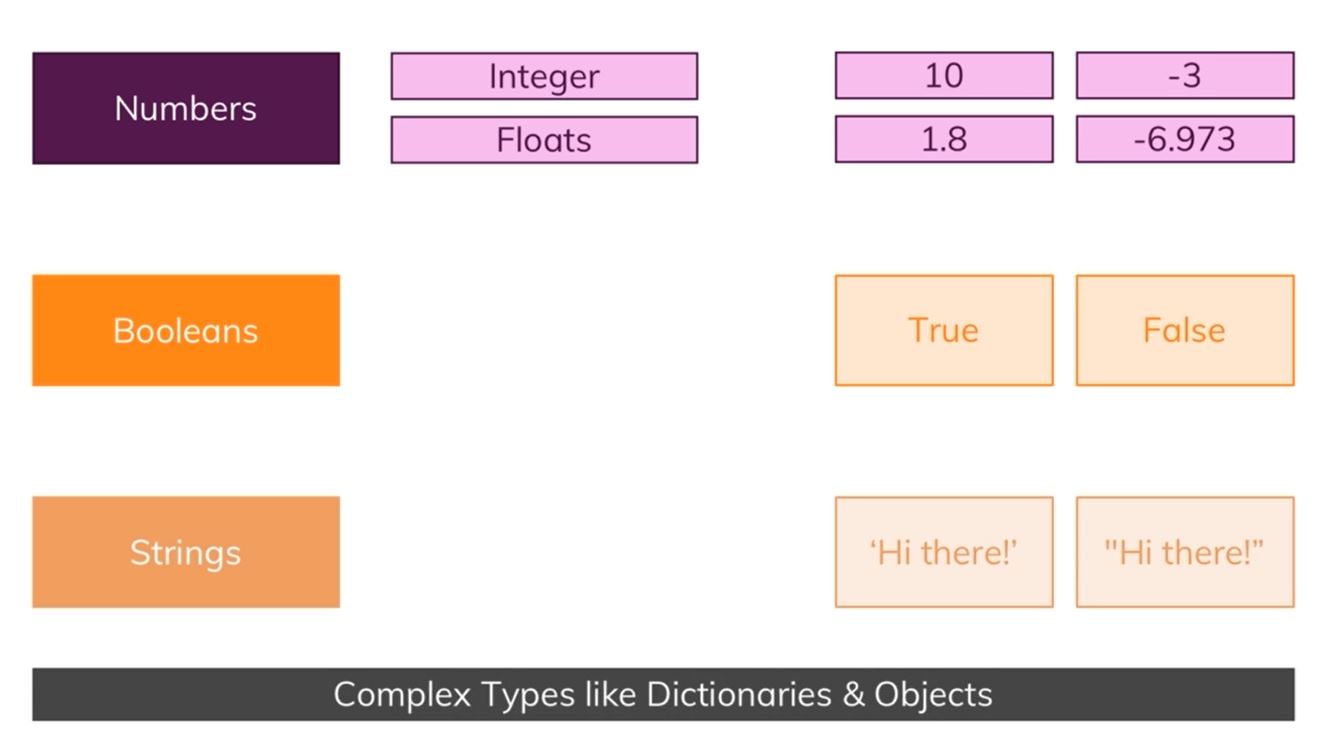 Numbers
Integer
10
-3
Floats
1.8
-6.973
Booleans
True
False
Strings
‘Hi there!’
"Hi there!”
Complex Types like Dictionaries & Objects